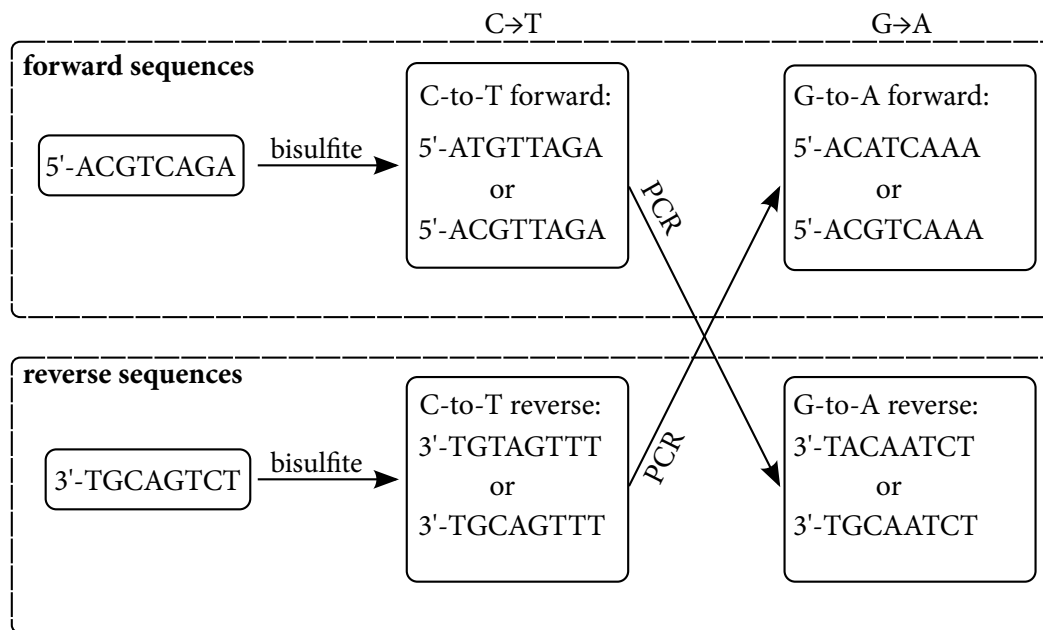 C→T
G→A
forward sequences
5'-ACGTCAGA
bisulfite
C-to-T forward:
5'-ATGTTAGA
or
5'-ACGTTAGA
PCR
G-to-A forward:
5'-ACATCAAA
or
5'-ACGTCAAA
reverse sequences
3'-TGCAGTCT
bisulfite
C-to-T reverse:
3'-TGTAGTTT
or
3'-TGCAGTTT
PCR
G-to-A reverse:
3'-TACAATCT
or
3'-TGCAATCT